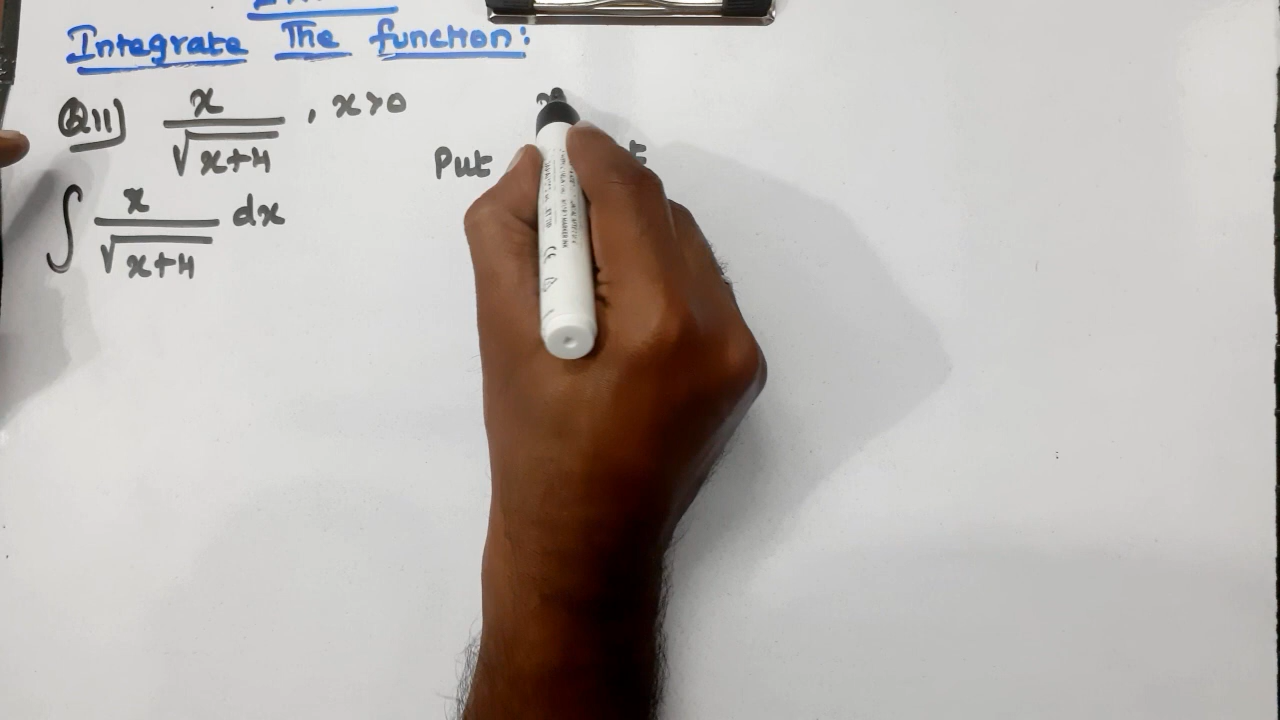 Integrate The function:
Q11) x / √x+4 , x>0
Put t
∫ x / √x+4 dx